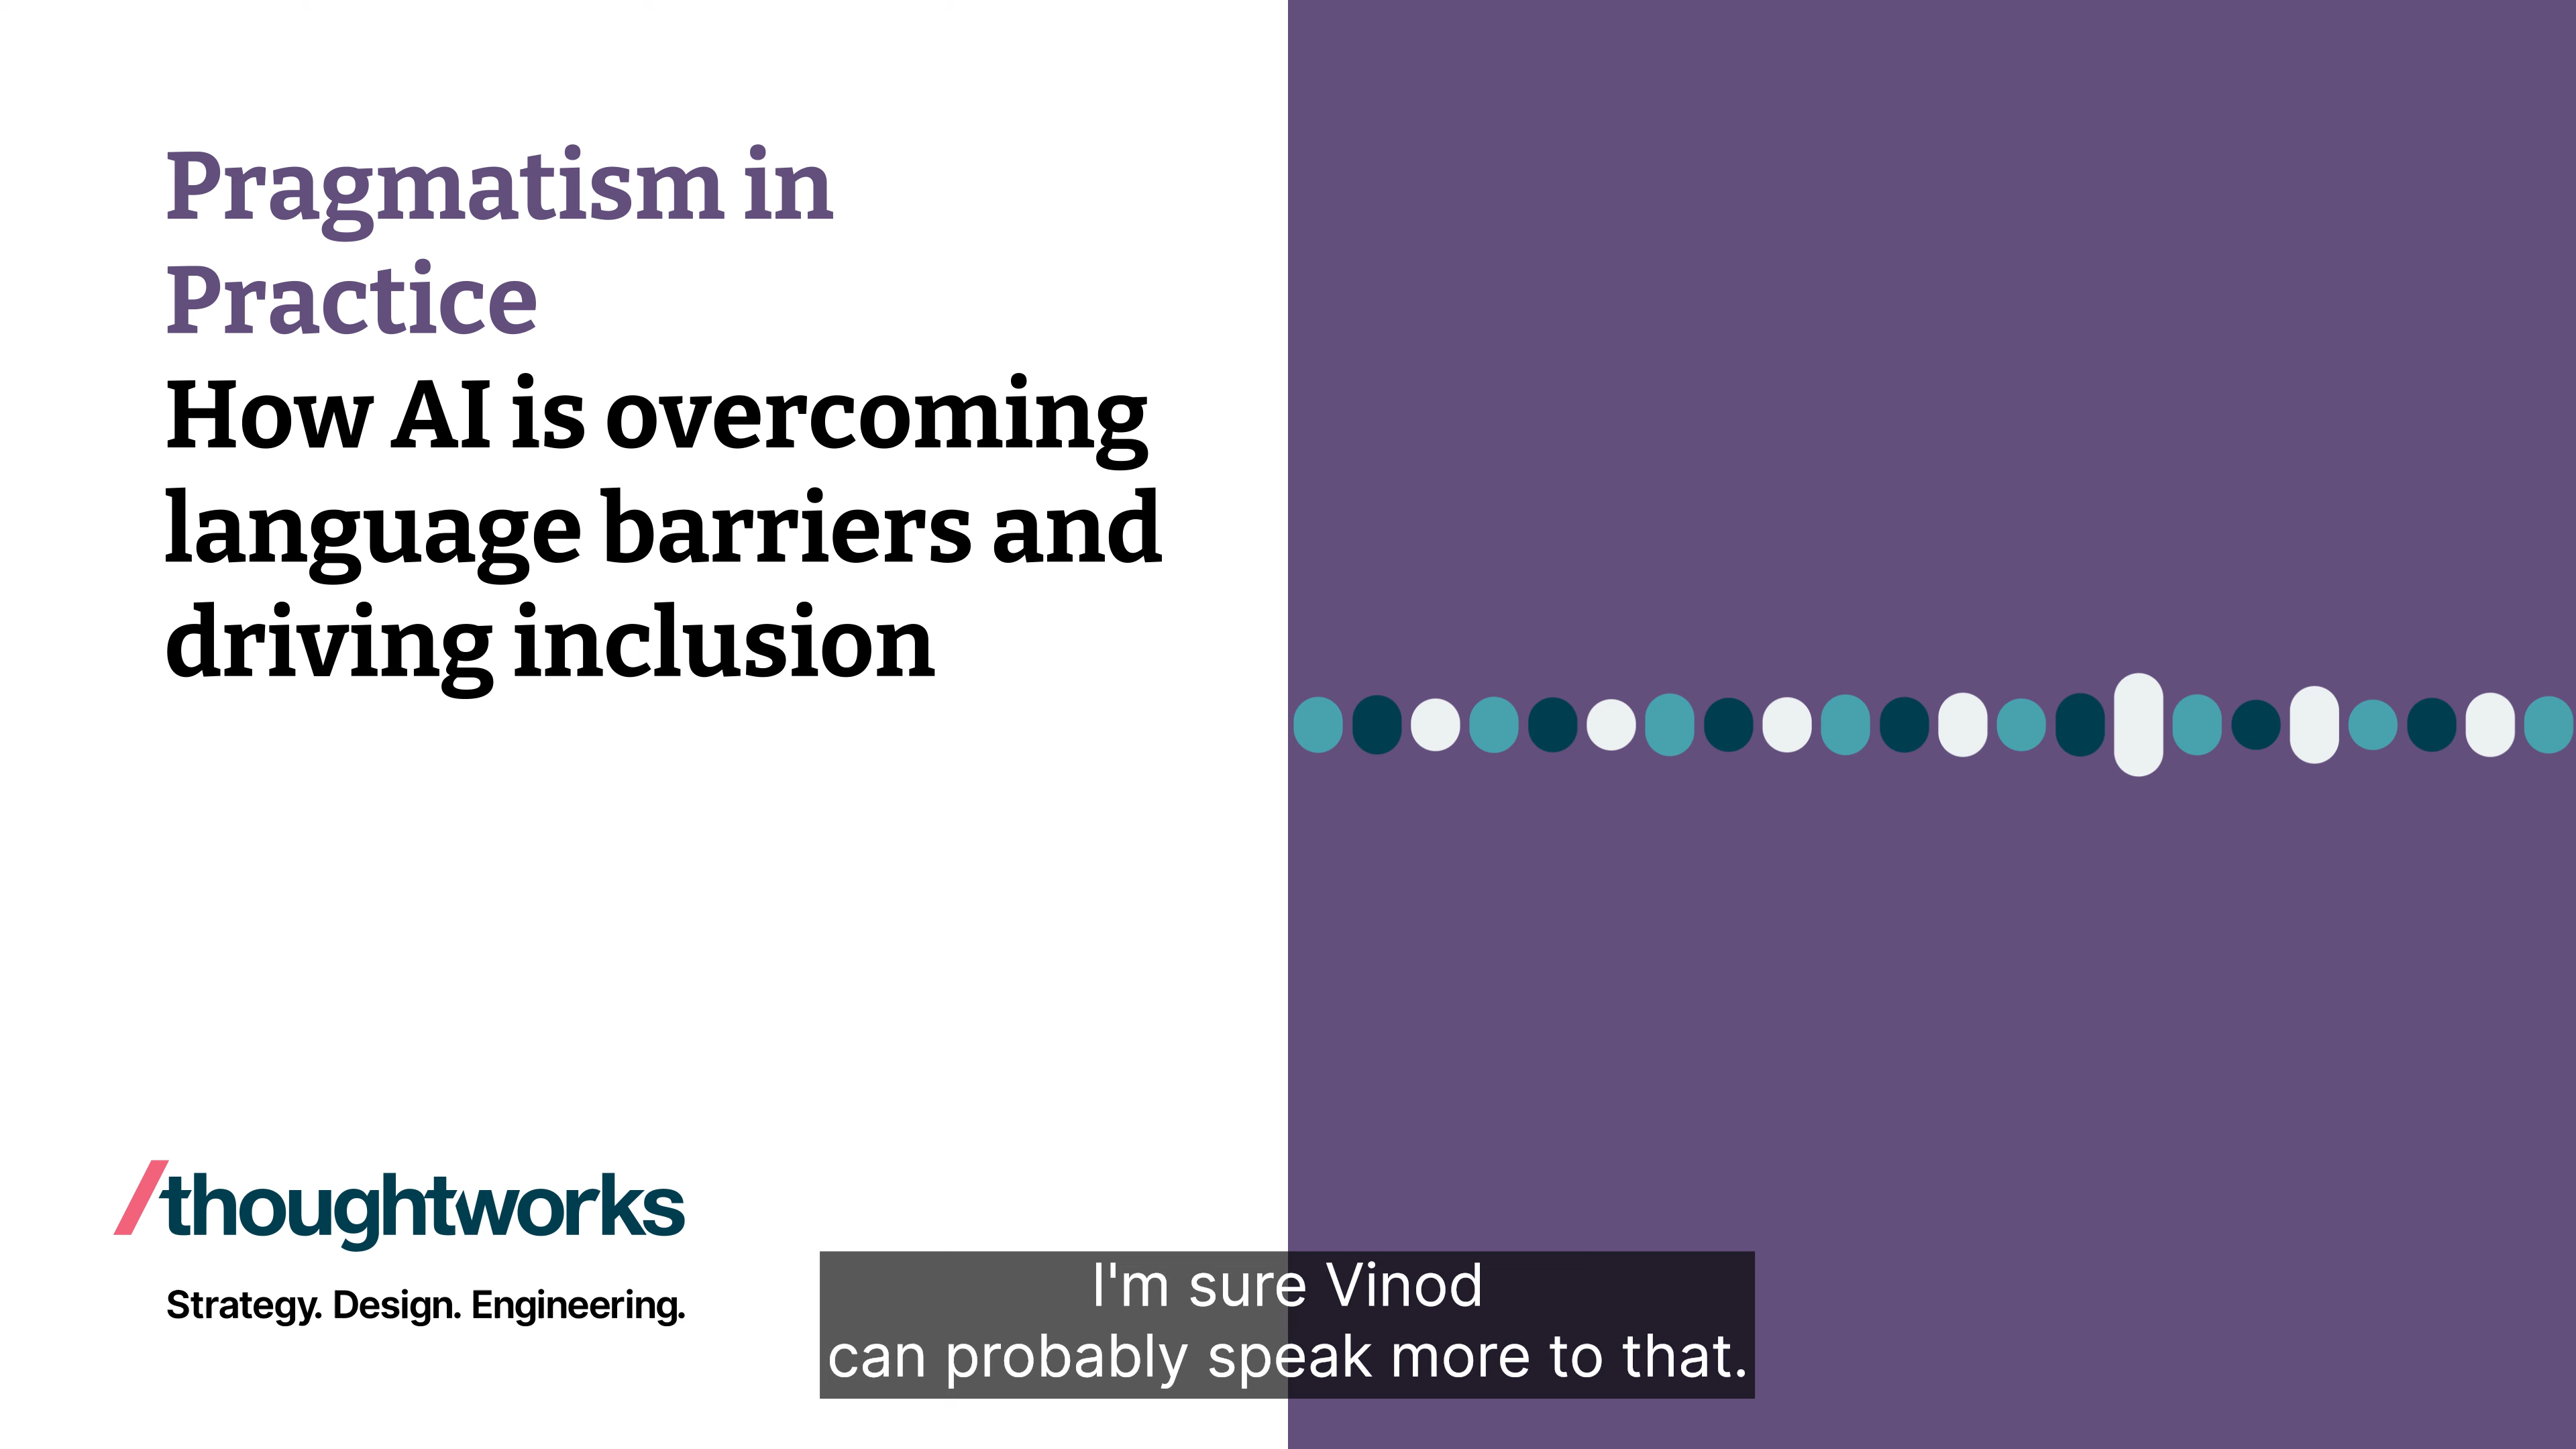 Pragmatism in
Practice
How AI is overcoming
language barriers and
driving inclusion
/thoughtworks
Strategy. Design. Engineering.
I'm sure Vinod
can probably speak more to that.